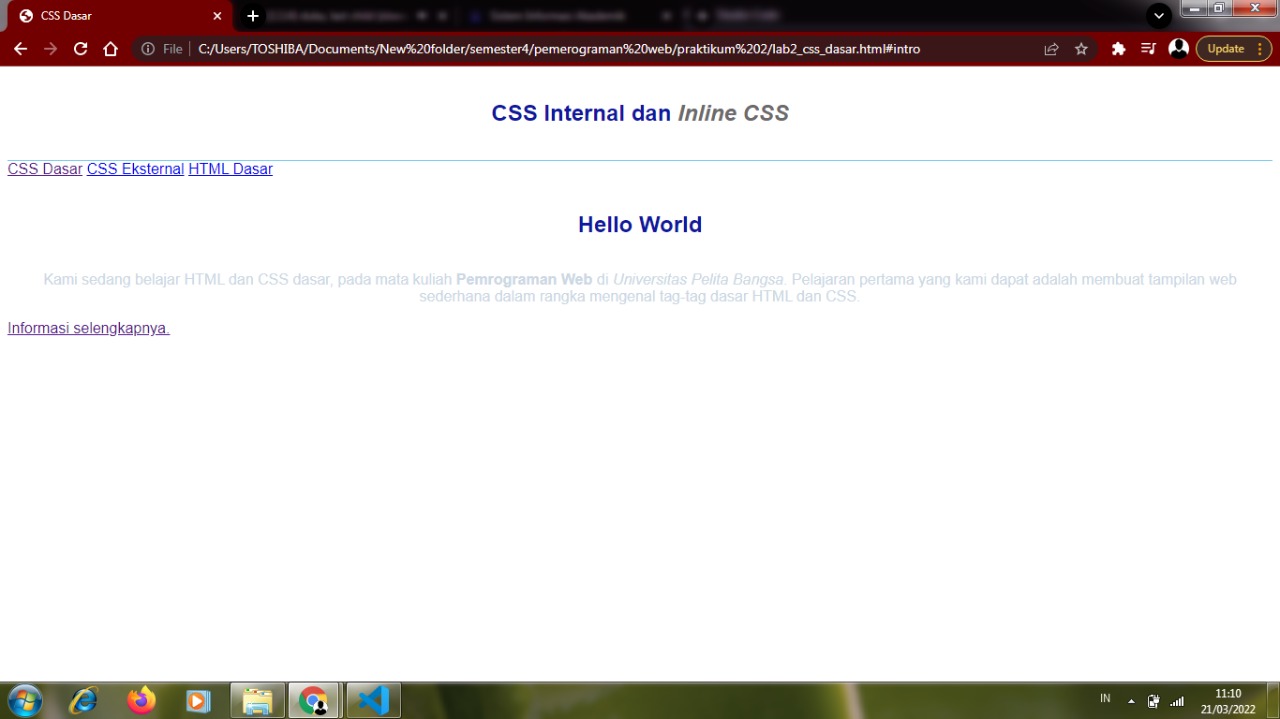 CSS Dasar
File
C:/Users/TOSHIBA/Documents/New%20folder/semester4/pemerograman%20web/praktikum%202/lab2_css_dasar.html#intro
Update
CSS Internal dan Inline CSS
CSS Dasar CSS Eksternal HTML Dasar
Hello World
Kami sedang belajar HTML dan CSS dasar, pada mata kuliah Pemrograman Web di Universitas Pelita Bangsa. Pelajaran pertama yang kami dapat adalah membuat tampilan web
sederhana dalam rangka mengenal tag-tag dasar HTML dan CSS.
Informasi selengkapnya.
IN
11:10
21/03/2022